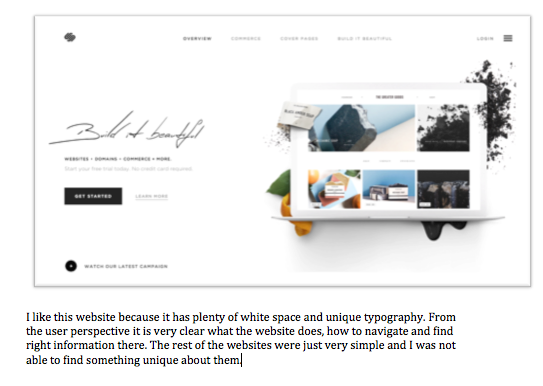 OVERVIEW COMMERCE COVER PAGES BUILD IT BEAUTIFUL LOGIN
Build it beautiful
WEBSITES + DOMAINS + COMMERCE + MORE.
Start your free trial today. No credit card required.
GET STARTED LEARN MORE
WATCH OUR LATEST CAMPAIGN
I like this website because it has plenty of white space and unique typography. From
the user perspective it is very clear what the website does, how to navigate and find
right information there. The rest of the websites were just very simple and I was not
able to find something unique about them.